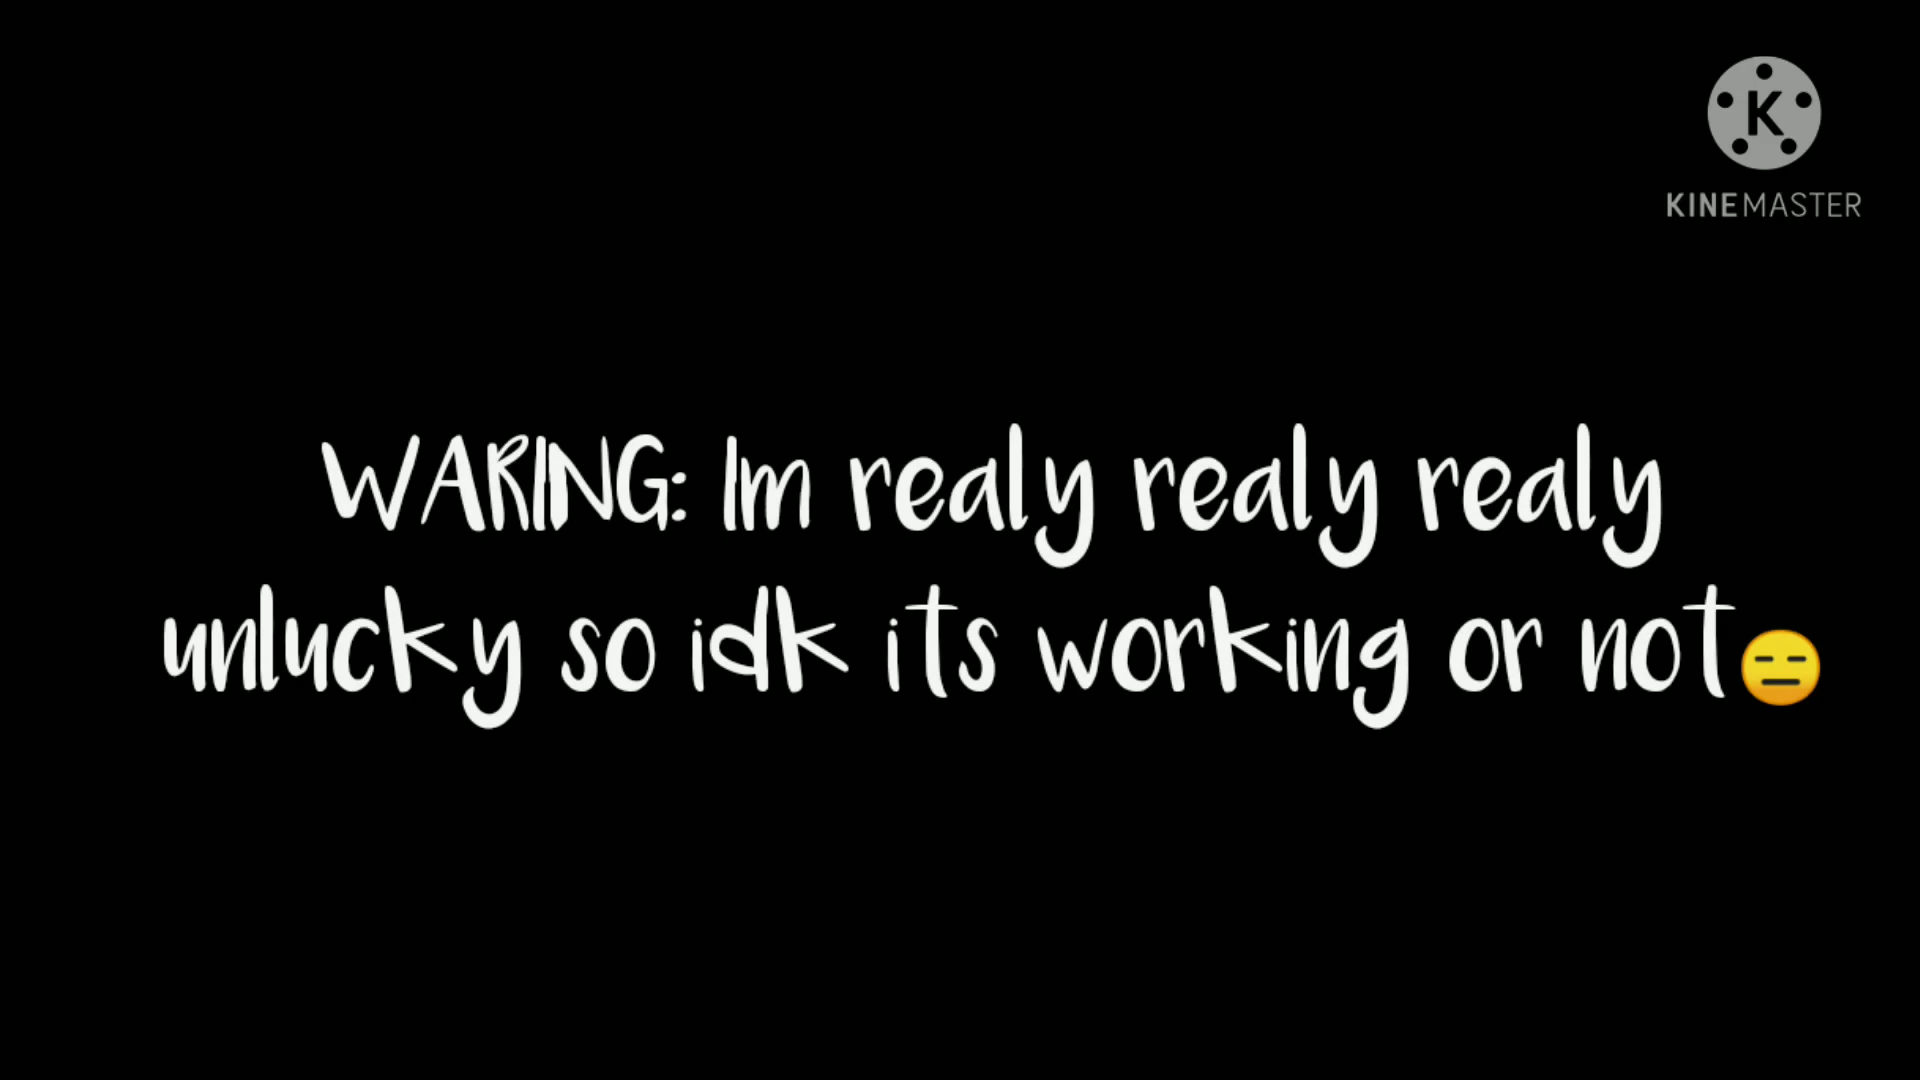 K
KINEMASTER
WARING: Im realy realy realy
unlucky so idk its working or not😑